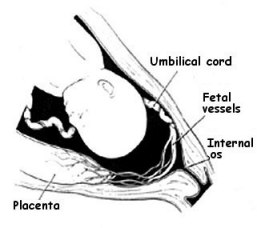 Umbilical cord
Fetal
vessels
Internal
os
Placenta